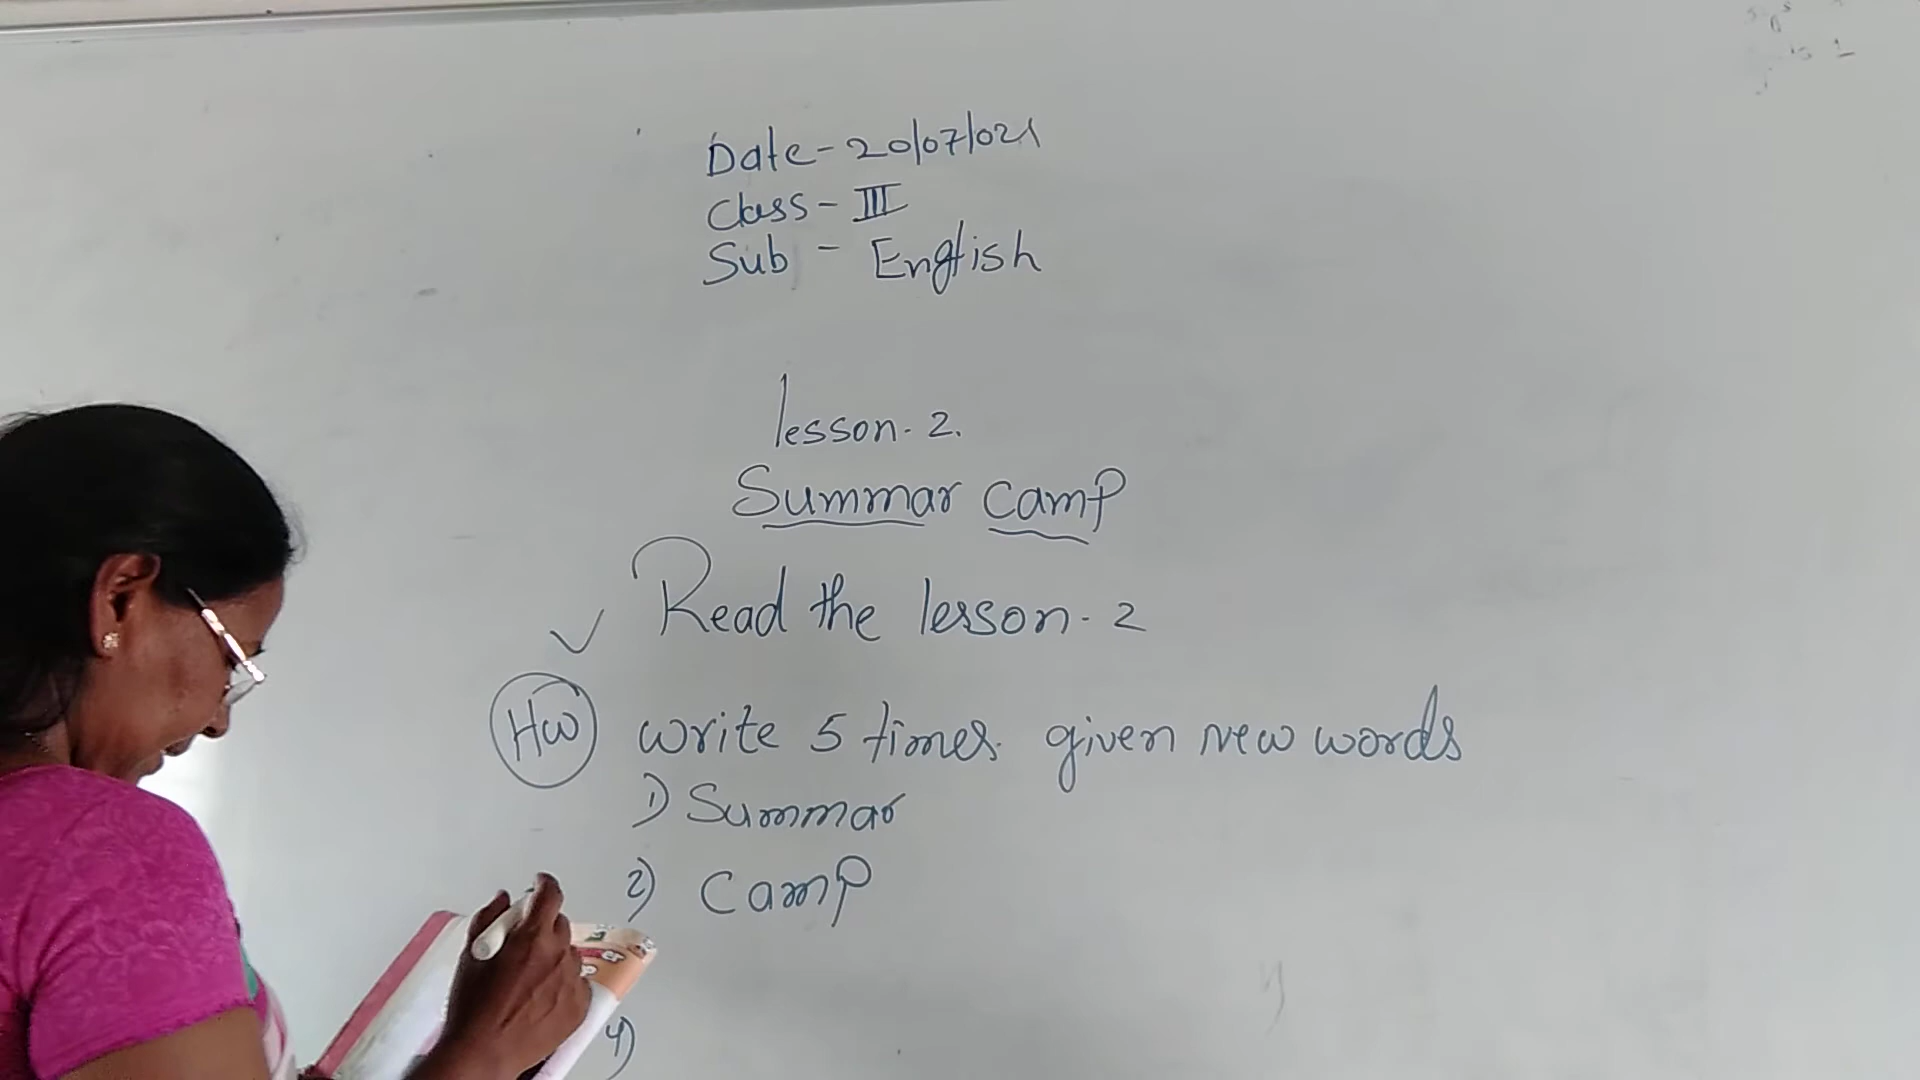 Date - 20/07/021
Class - III
Sub - English
lesson. 2.
Summar camp
Read the lesson. 2
HW write 5 times. given new words
1) Summar
2) Camp
4)